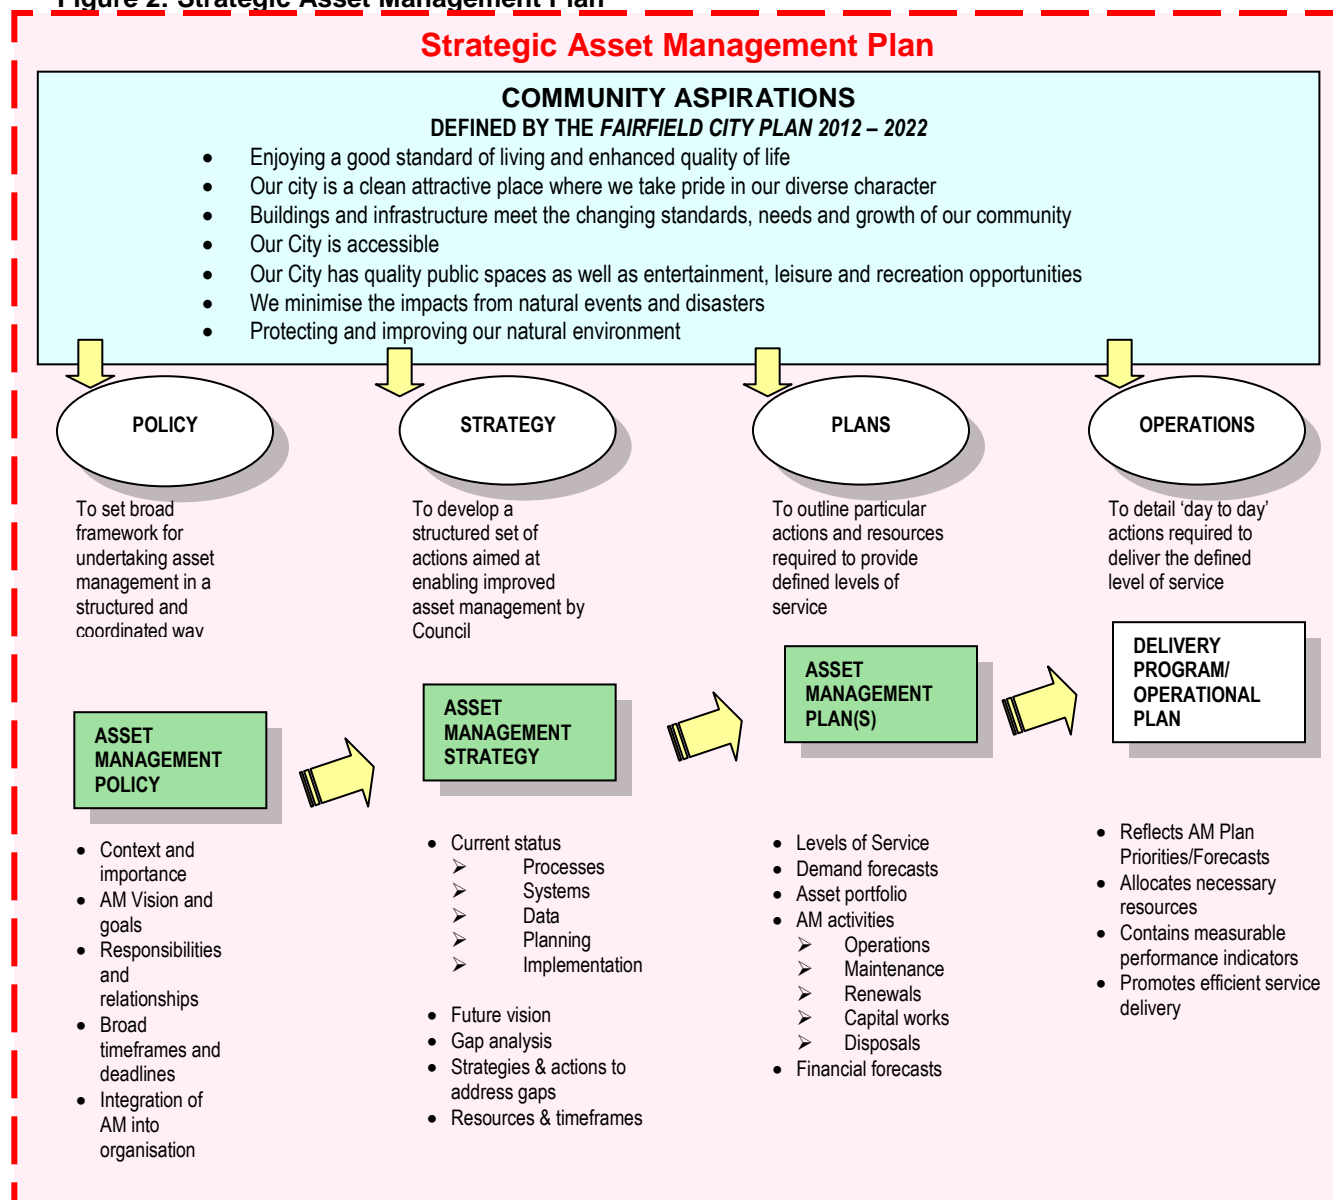 Figure 2: Strategic Asset Management Plan
Strategic Asset Management Plan
COMMUNITY ASPIRATIONS
DEFINED BY THE FAIRFIELD CITY PLAN 2012 – 2022
• Enjoying a good standard of living and enhanced quality of life
• Our city is a clean attractive place where we take pride in our diverse character
• Buildings and infrastructure meet the changing standards, needs and growth of our community
• Our City is accessible
• Our City has quality public spaces as well as entertainment, leisure and recreation opportunities
• We minimise the impacts from natural events and disasters
• Protecting and improving our natural environment
POLICY
To set broad
framework for
undertaking asset
management in a
structured and
coordinated way
ASSET
MANAGEMENT
POLICY
• Context and
importance
• AM Vision and
goals
• Responsibilities
and
relationships
• Broad
timeframes and
deadlines
• Integration of
AM into
organisation
STRATEGY
To develop a
structured set of
actions aimed at
enabling improved
asset management by
Council
ASSET
MANAGEMENT
STRATEGY
• Current status
➢ Processes
➢ Systems
➢ Data
➢ Planning
➢ Implementation
• Future vision
• Gap analysis
• Strategies & actions to
address gaps
• Resources & timeframes
PLANS
To outline particular
actions and resources
required to provide
defined levels of
service
ASSET
MANAGEMENT
PLAN(S)
• Levels of Service
• Demand forecasts
• Asset portfolio
• AM activities
➢ Operations
➢ Maintenance
➢ Renewals
➢ Capital works
➢ Disposals
• Financial forecasts
OPERATIONS
To detail ‘day to day’
actions required to
deliver the defined
level of service
DELIVERY
PROGRAM/
OPERATIONAL
PLAN
• Reflects AM Plan
Priorities/Forecasts
• Allocates necessary
resources
• Contains measurable
performance indicators
• Promotes efficient service
delivery